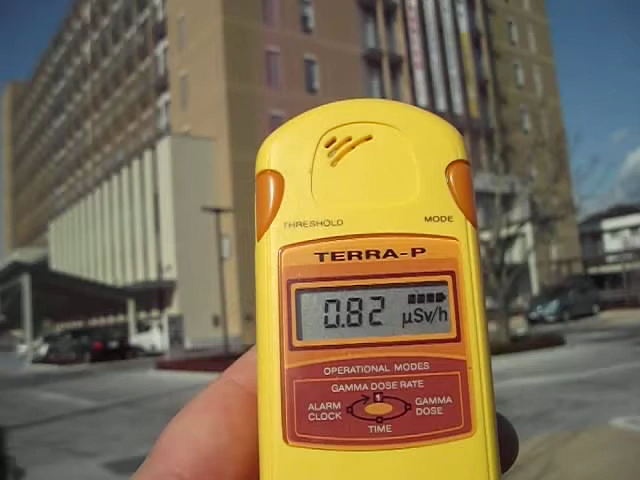 THRESHOLD
MODE
TERRA-P
0.82 µSv/h
OPERATIONAL MODES
GAMMA DOSE RATE
ALARM CLOCK
GAMMA DOSE
TIME